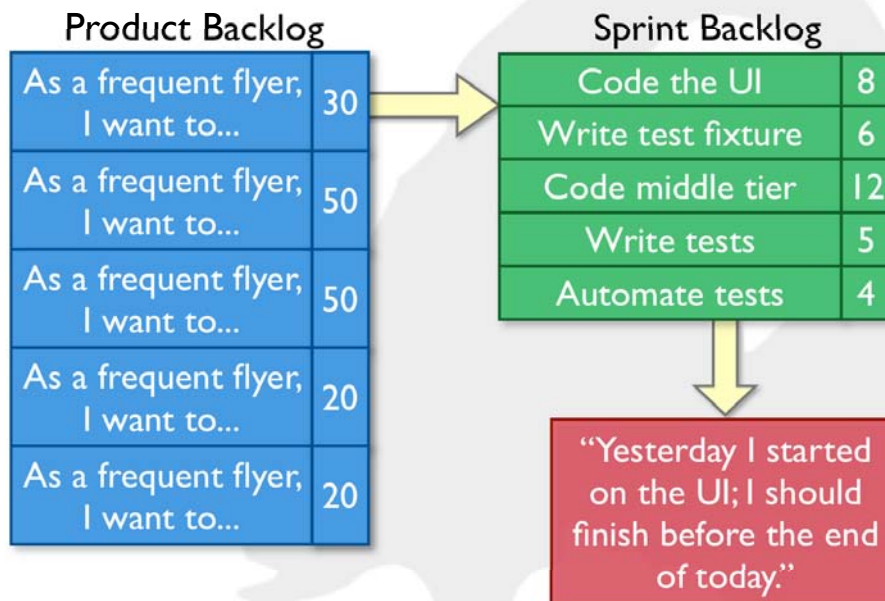 Product Backlog
As a frequent flyer,
I want to...
30
As a frequent flyer,
I want to...
50
As a frequent flyer,
I want to...
50
As a frequent flyer,
I want to...
20
As a frequent flyer,
I want to...
20
Sprint Backlog
Code the UI 8
Write test fixture 6
Code middle tier 12
Write tests 5
Automate tests 4
“Yesterday I started
on the UI; I should
finish before the end
of today.”